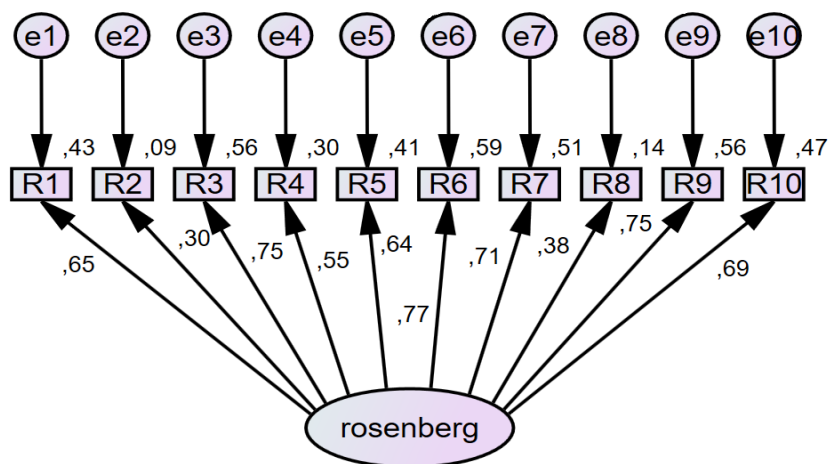 e1 e2 e3 e4 e5 e6 e7 e8 e9 e10
,43 ,09 ,56 ,30 ,41 ,59 ,51 ,14 ,56 ,47
R1 R2 R3 R4 R5 R6 R7 R8 R9 R10
,65 ,30 ,75 ,55 ,64 ,77 ,71 ,38 ,75 ,69
rosenberg